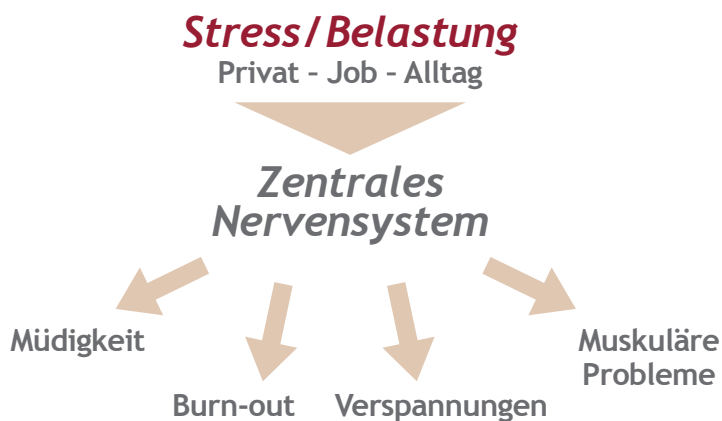 Stress/Belastung
Privat – Job – Alltag
Zentrales
Nervensystem
Müdigkeit
Muskuläre
Probleme
Burn-out
Verspannungen